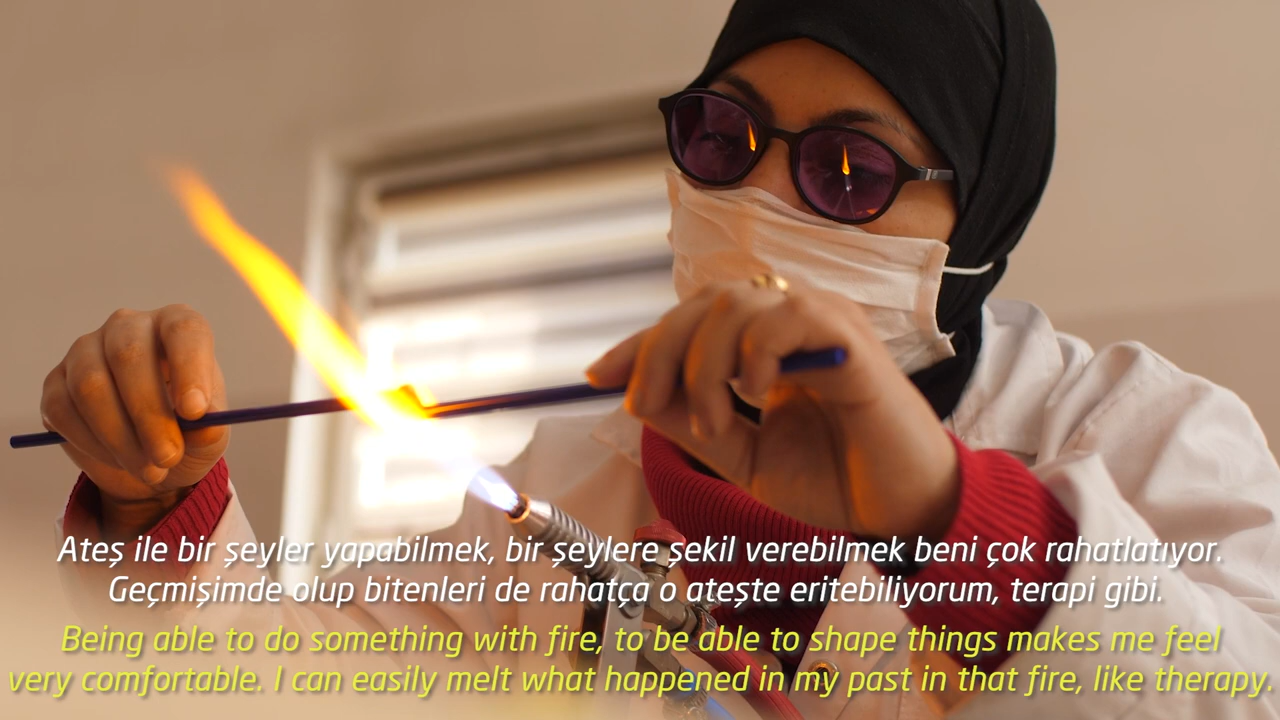 Ateş ile bir şeyler yapabilmek, bir şeylere şekil verebilmek beni çok rahatlatıyor.
Geçmişimde olup bitenleri de rahatça o ateşte eritebiliyorum, terapi gibi.
Being able to do something with fire, to be able to shape things makes me feel
very comfortable. I can easily melt what happened in my past in that fire, like therapy.